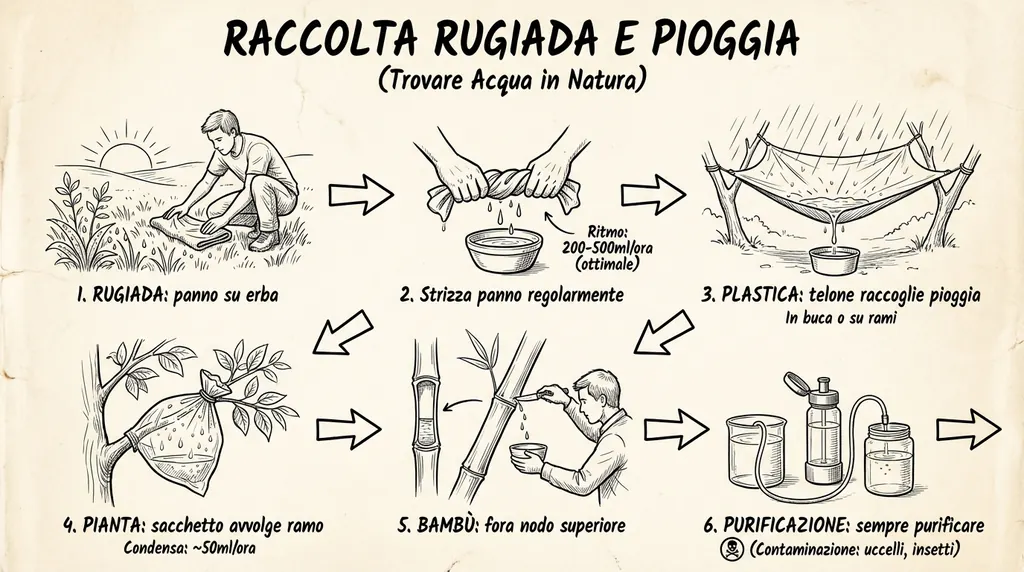 RACCOLTA RUGIADA E PIOGGIA
(Trovare Acqua in Natura)
Ritmo:
200-500ml/ora
(ottimale)
1. RUGIADA: panno su erba
2. Strizza panno regolarmente
3. PLASTICA: telone raccoglie pioggia
In buca o su rami
4. PIANTA: sacchetto avvolge ramo
Condensa: ~50ml/ora
5. BAMBÙ: fora nodo superiore
6. PURIFICAZIONE: sempre purificare
(Contaminazione: uccelli, insetti)